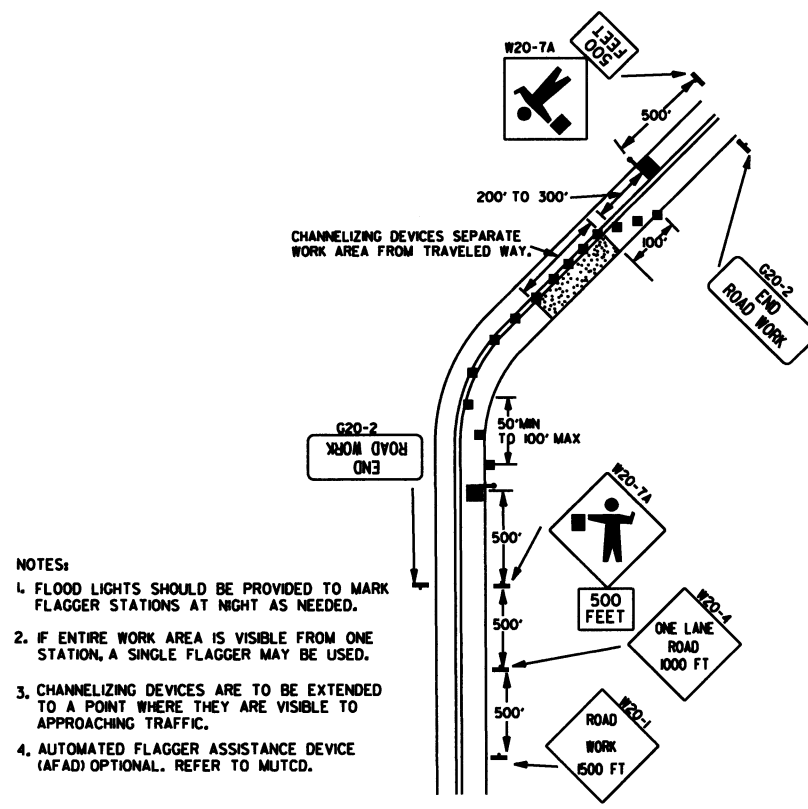 W20-7A
500
FEET
500'
200' TO 300'
CHANNELIZING DEVICES SEPARATE
WORK AREA FROM TRAVELED WAY.
100'
G20-2
END
ROAD WORK
G20-2
END
ROAD WORK
50'MIN
TO 100' MAX
W20-7A
500'
500
FEET
W20-4
500'
ONE LANE
ROAD
1000 FT
W20-1
500'
ROAD
WORK
1500 FT
NOTES:
1. FLOOD LIGHTS SHOULD BE PROVIDED TO MARK
FLAGGER STATIONS AT NIGHT AS NEEDED.
2. IF ENTIRE WORK AREA IS VISIBLE FROM ONE
STATION, A SINGLE FLAGGER MAY BE USED.
3. CHANNELIZING DEVICES ARE TO BE EXTENDED
TO A POINT WHERE THEY ARE VISIBLE TO
APPROACHING TRAFFIC.
4. AUTOMATED FLAGGER ASSISTANCE DEVICE
(AFAD) OPTIONAL. REFER TO MUTCD.